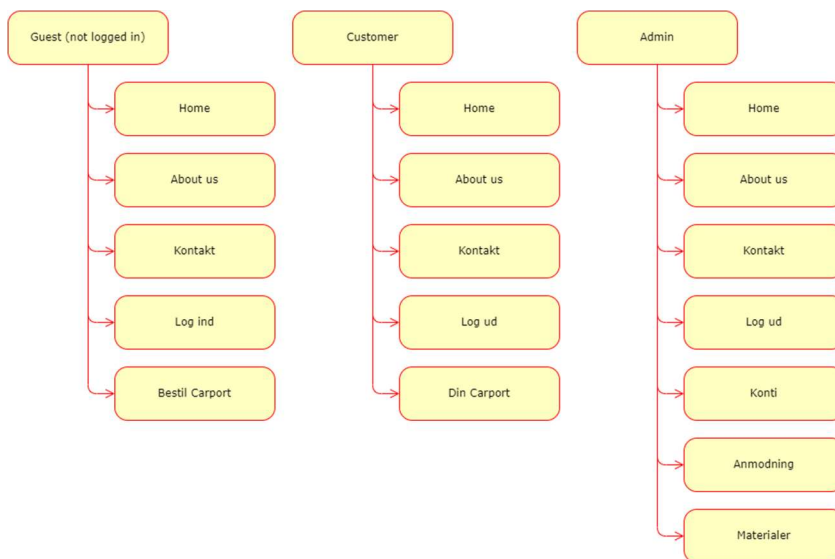 Guest (not logged in)
Home
About us
Kontakt
Log ind
Bestil Carport
Customer
Home
About us
Kontakt
Log ud
Din Carport
Admin
Home
About us
Kontakt
Log ud
Konti
Anmodning
Materialer